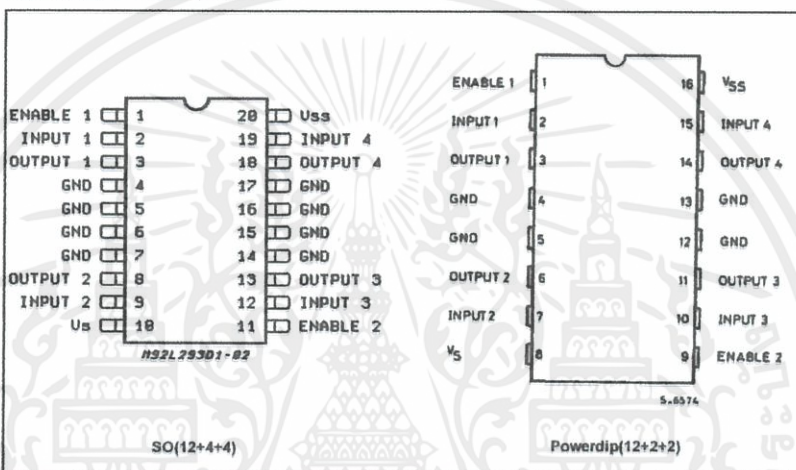 ENABLE 1 1 20 Vss
INPUT 1 2 19 INPUT 4
OUTPUT 1 3 18 OUTPUT 4
GND 4 17 GND
GND 5 16 GND
GND 6 15 GND
GND 7 14 GND
OUTPUT 2 8 13 OUTPUT 3
INPUT 2 9 12 INPUT 3
Vs 10 11 ENABLE 2
M92L293D1-02
SO(12+4+4)
ENABLE 1 1 16 VSS
INPUT 1 2 15 INPUT 4
OUTPUT 1 3 14 OUTPUT 4
GND 4 13 GND
GND 5 12 GND
OUTPUT 2 6 11 OUTPUT 3
INPUT 2 7 10 INPUT 3
VS 8 9 ENABLE 2
S-6574
Powerdip(12+2+2)